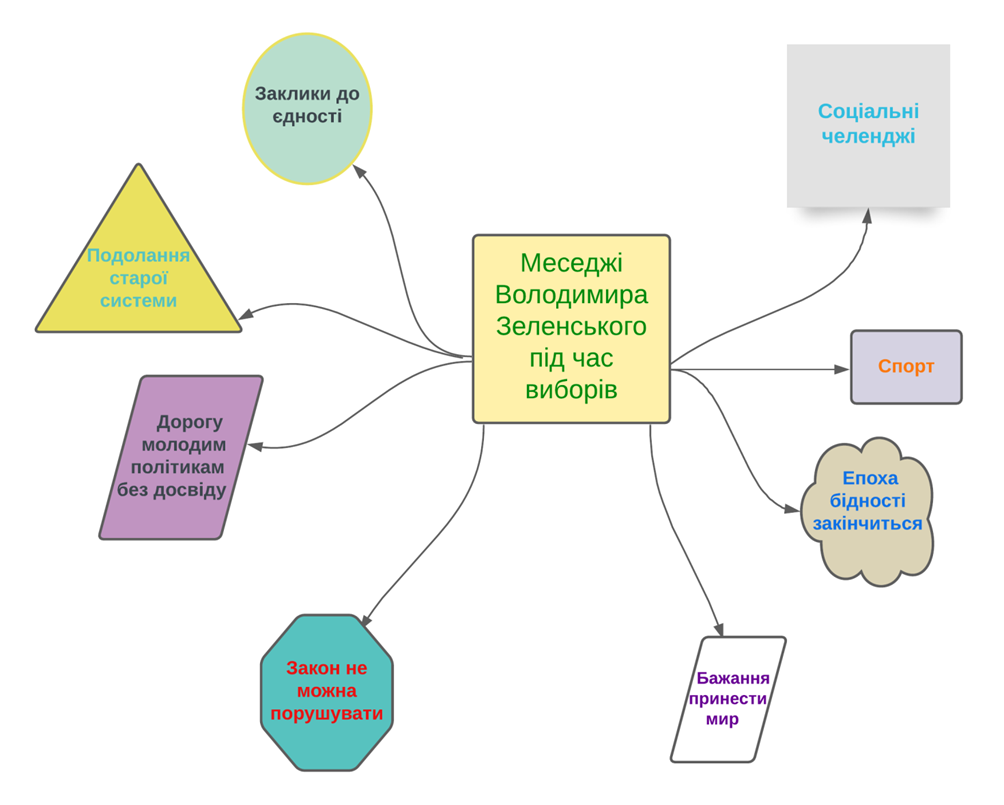 Заклики до
єдності
Соціальні
челенджі
Подолання
старої
системи
Меседжі
Володимира
Зеленського
під час
виборів
Спорт
Дорогу
молодим
політикам
без досвіду
Епоха
бідності
закінчиться
Закон не
можна
порушувати
Бажання
принести
мир